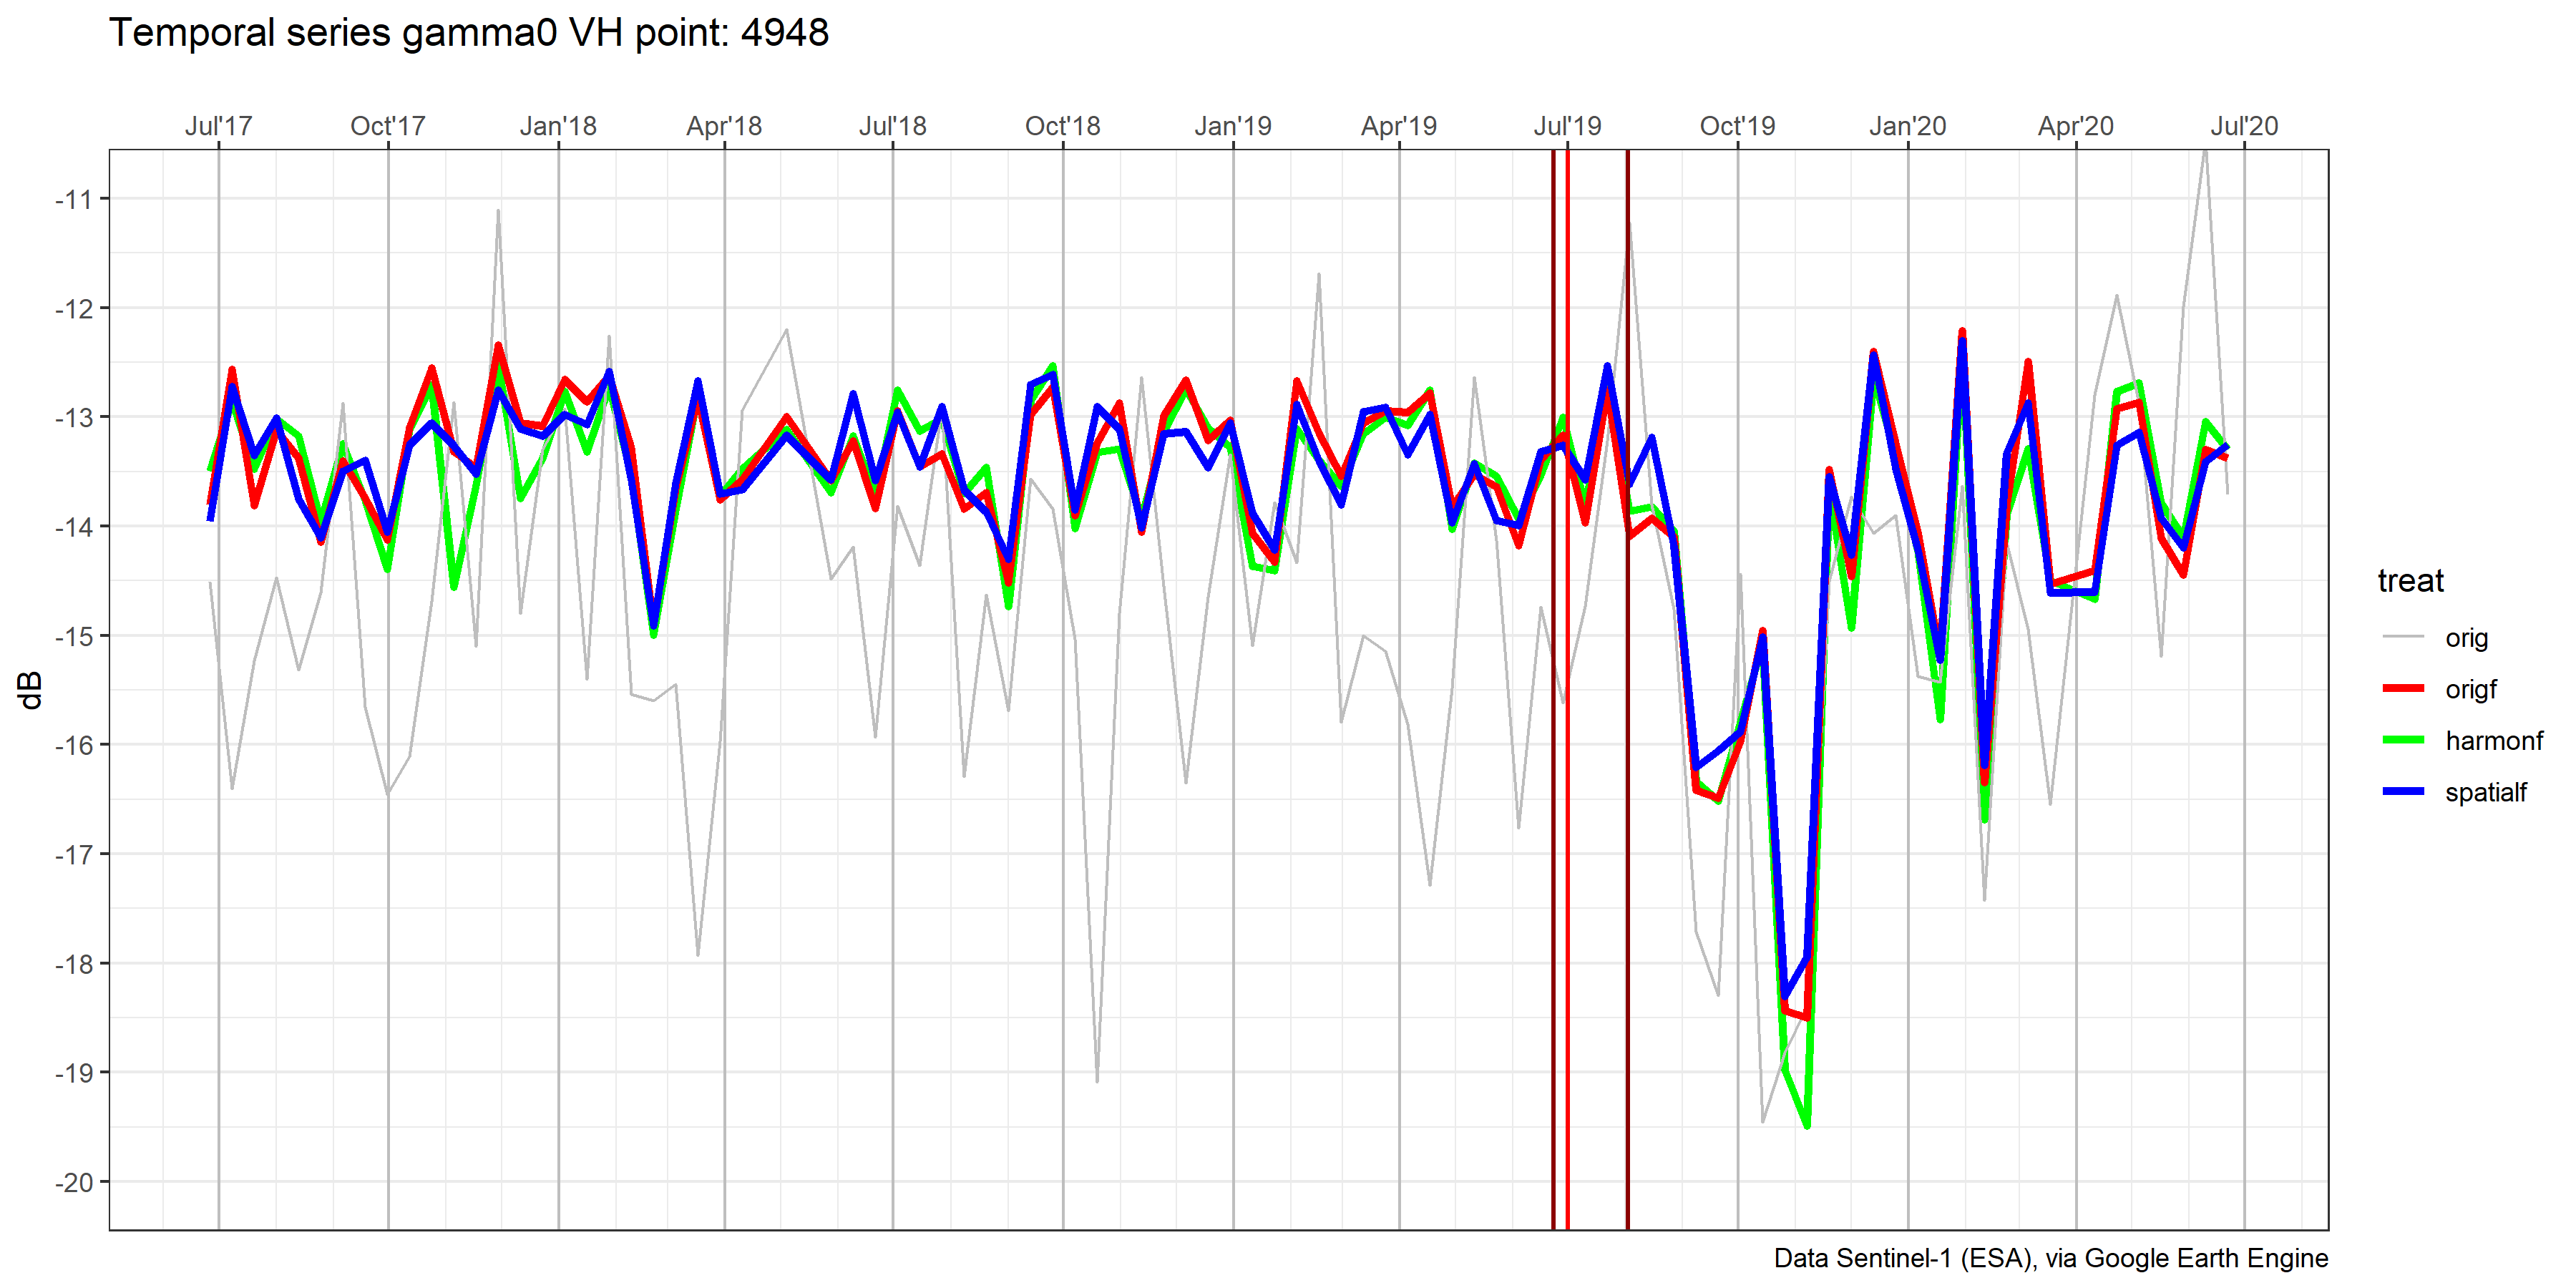 Temporal series gamma0 VH point: 4948
Jul'17 Oct'17 Jan'18 Apr'18 Jul'18 Oct'18 Jan'19 Apr'19 Jul'19 Oct'19 Jan'20 Apr'20 Jul'20
-11
-12
-13
-14
-15
-16
-17
-18
-19
-20
dB
treat
orig
origf
harmonf
spatialf
Data Sentinel-1 (ESA), via Google Earth Engine